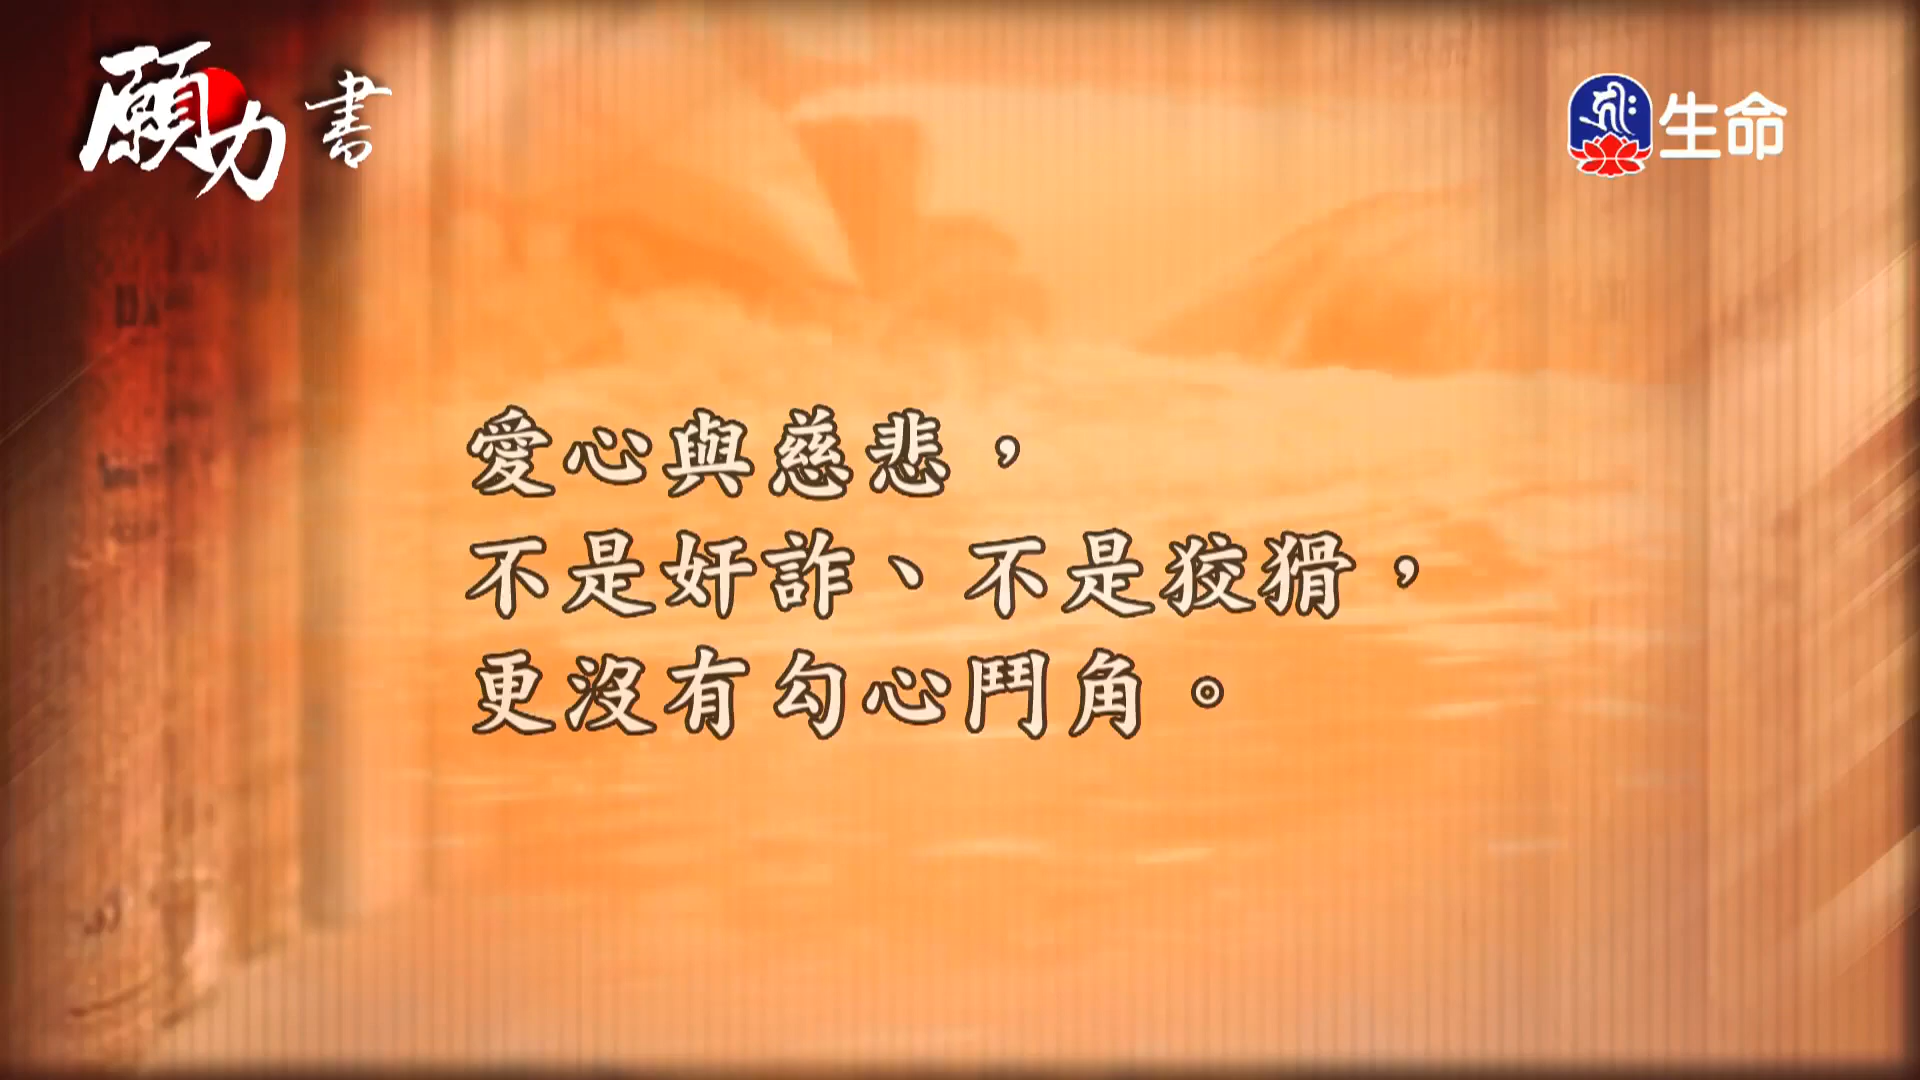 願力書
生命
愛心與慈悲，
不是奸詐、不是狡猾，
更沒有勾心鬥角。